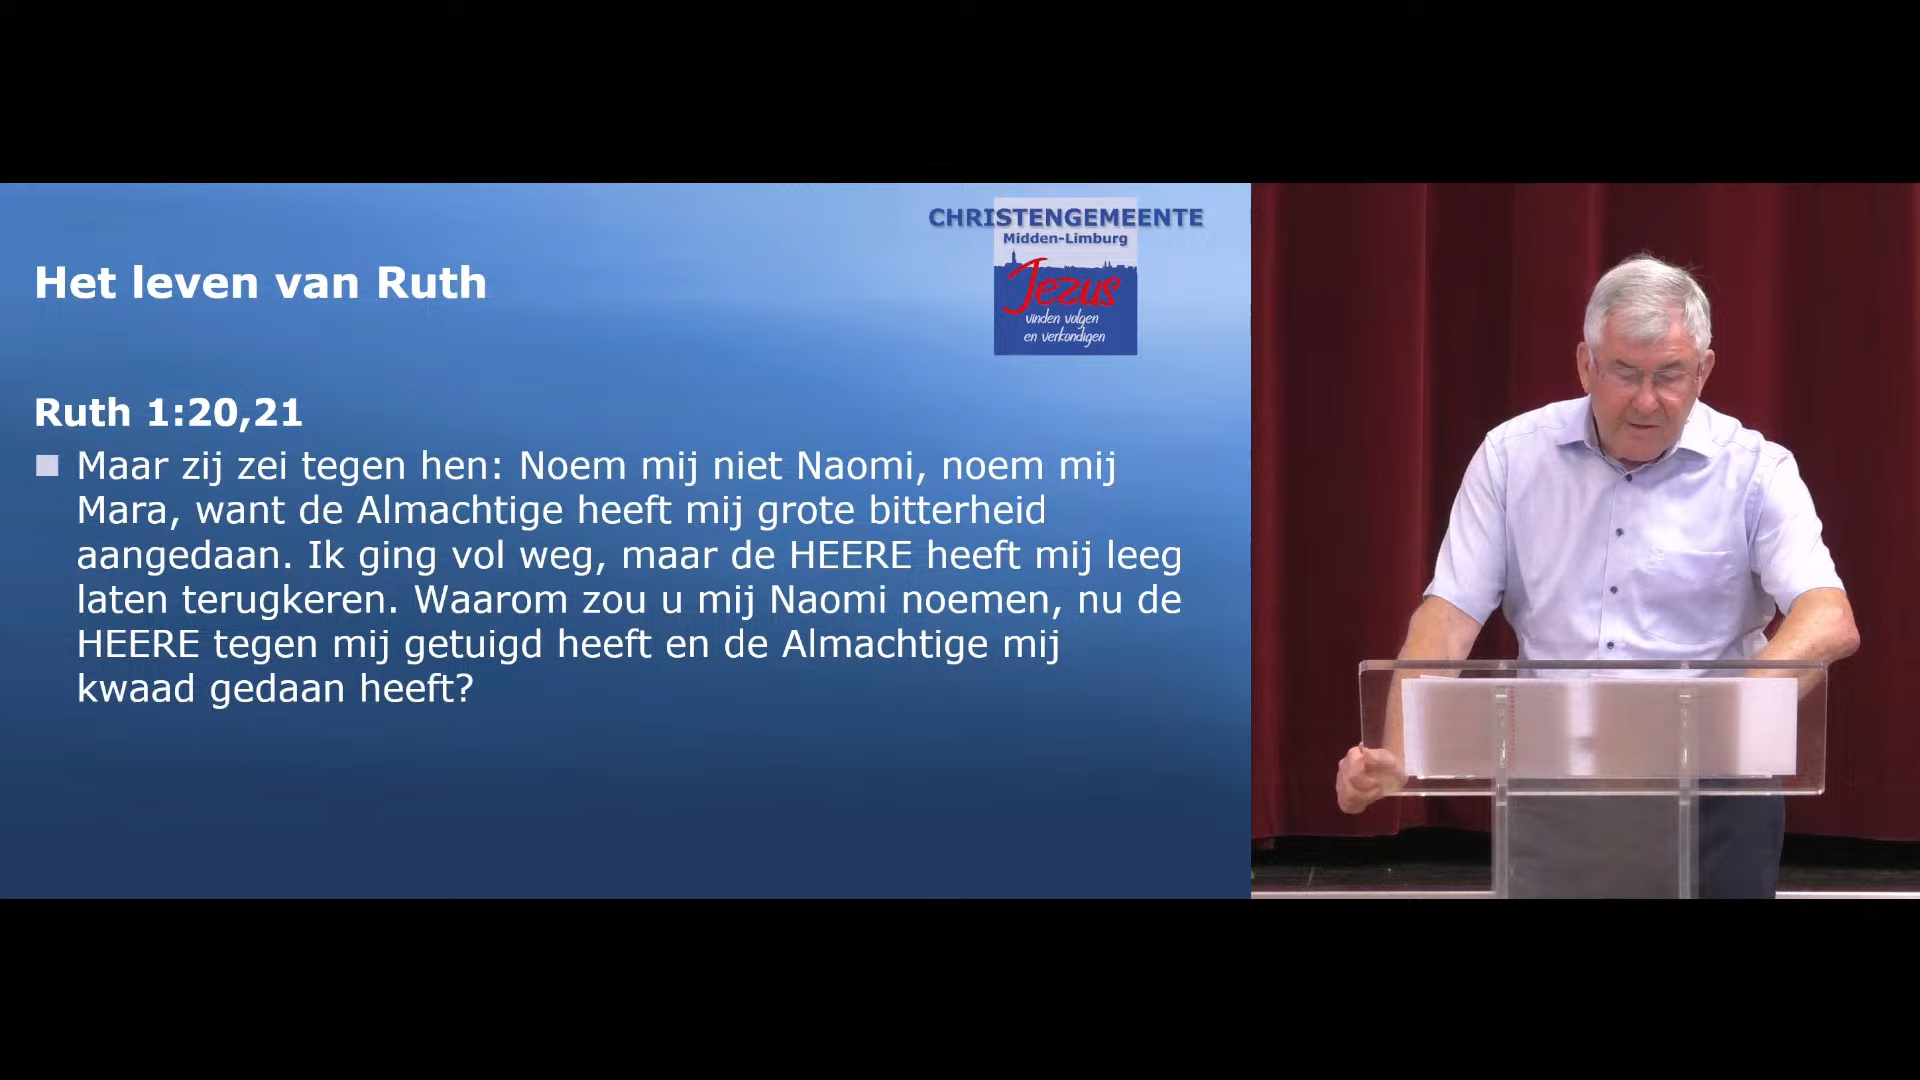 CHRISTENGEMEENTE
Midden-Limburg
Jezus
vinden volgen
en verkondigen
Het leven van Ruth
Ruth 1:20,21
Maar zij zei tegen hen: Noem mij niet Naomi, noem mij
Mara, want de Almachtige heeft mij grote bitterheid
aangedaan. Ik ging vol weg, maar de HEERE heeft mij leeg
laten terugkeren. Waarom zou u mij Naomi noemen, nu de
HEERE tegen mij getuigd heeft en de Almachtige mij
kwaad gedaan heeft?